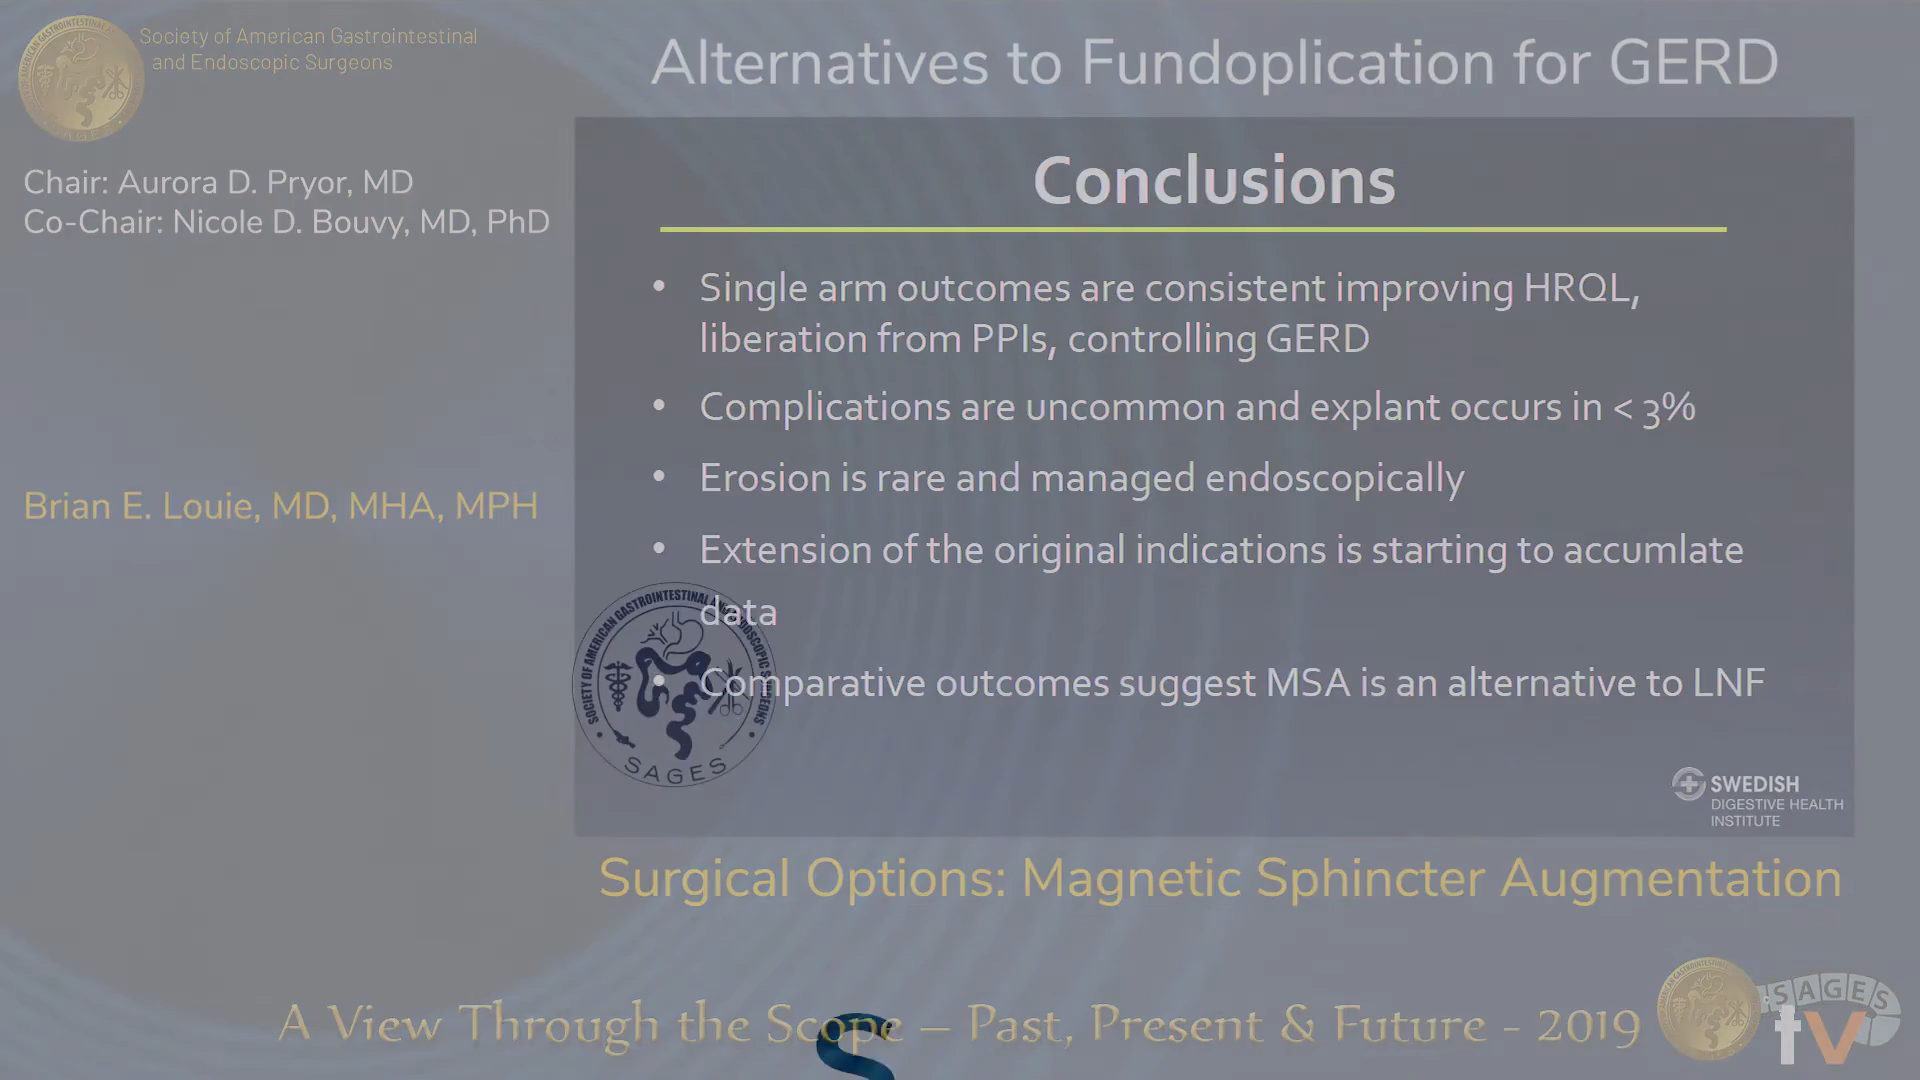 Society of American Gastrointestinal
and Endoscopic Surgeons
Alternatives to Fundoplication for GERD
Chair: Aurora D. Pryor, MD
Co-Chair: Nicole D. Bouvy, MD, PhD
Brian E. Louie, MD, MHA, MPH
Conclusions
• Single arm outcomes are consistent improving HRQL,
liberation from PPIs, controlling GERD
• Complications are uncommon and explant occurs in < 3%
• Erosion is rare and managed endoscopically
• Extension of the original indications is starting to accumlate
data
• Comparative outcomes suggest MSA is an alternative to LNF
SOCIETY OF AMERICAN GASTROINTESTINAL AND ENDOSCOPIC SURGEONS
SAGES
SWEDISH
DIGESTIVE HEALTH
INSTITUTE
Surgical Options: Magnetic Sphincter Augmentation
A View Through the Scope – Past, Present & Future - 2019
S
SAGES
tv